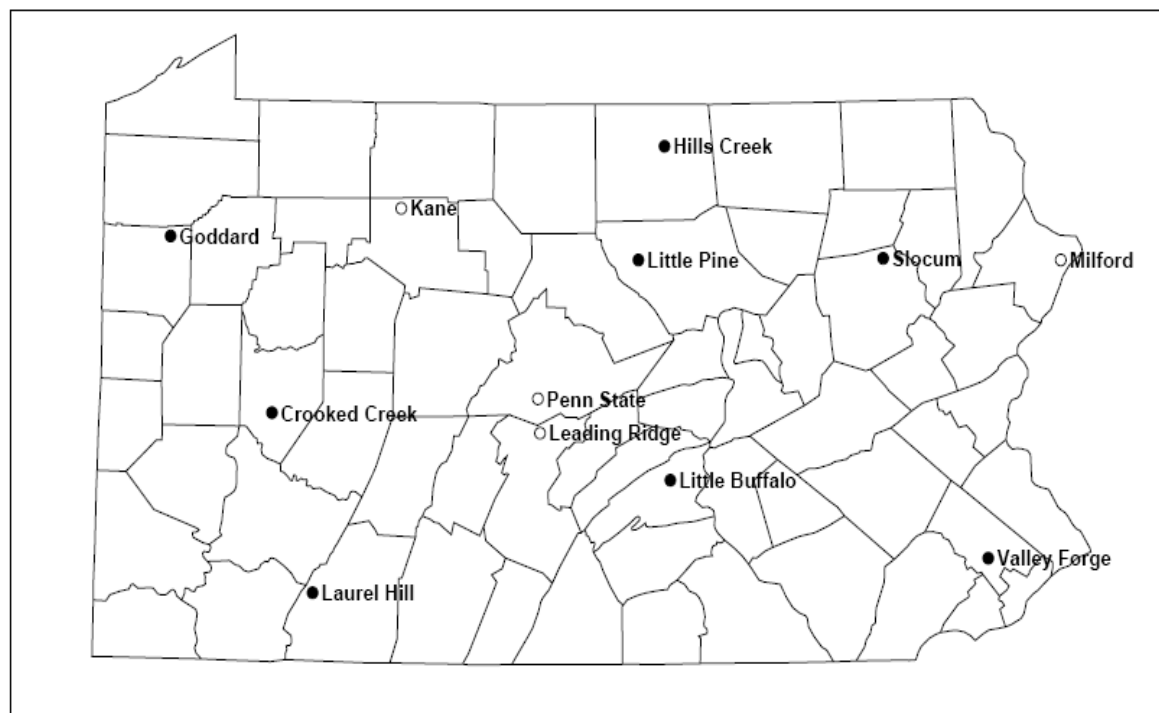 Hills Creek
Kane
Goddard
Little Pine
Slocum
Milford
Penn State
Crooked Creek
Leading Ridge
Little Buffalo
Valley Forge
Laurel Hill